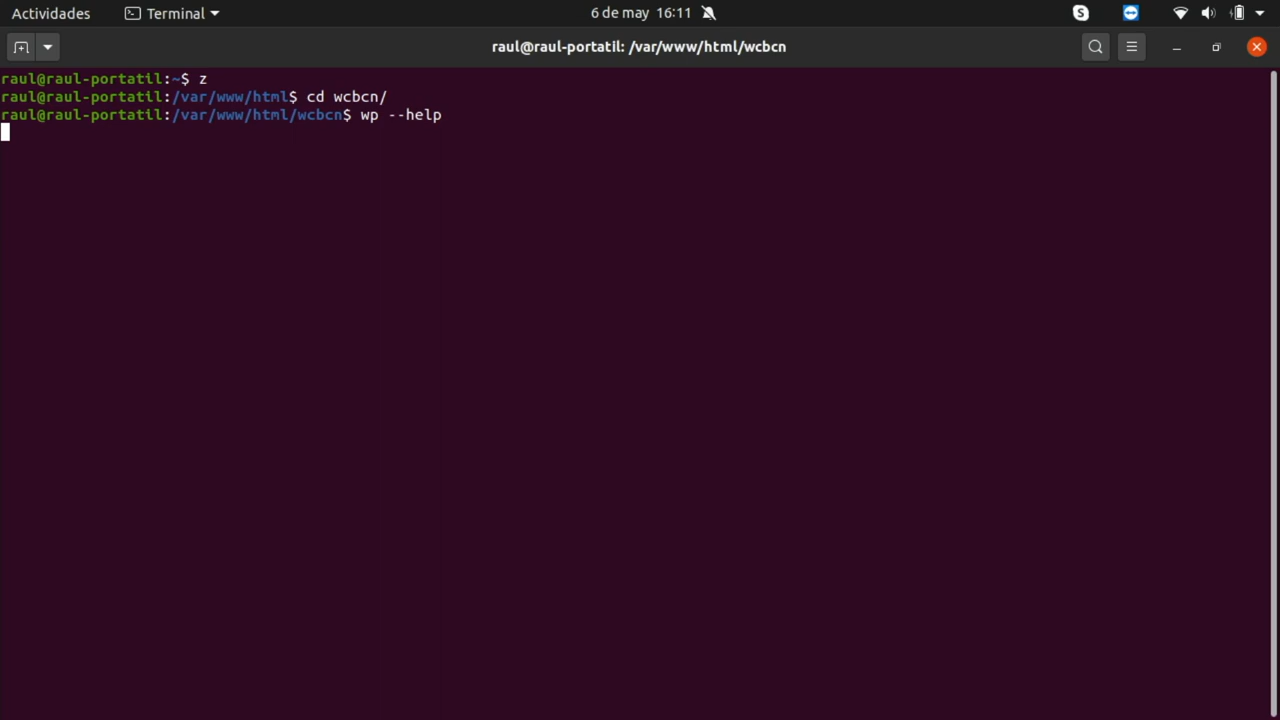 Actividades Terminal 6 de may 16:11
raul@raul-portatil: /var/www/html/wcbcn
raul@raul-portatil:~$ z
raul@raul-portatil:/var/www/html$ cd wcbcn/
raul@raul-portatil:/var/www/html/wcbcn$ wp --help